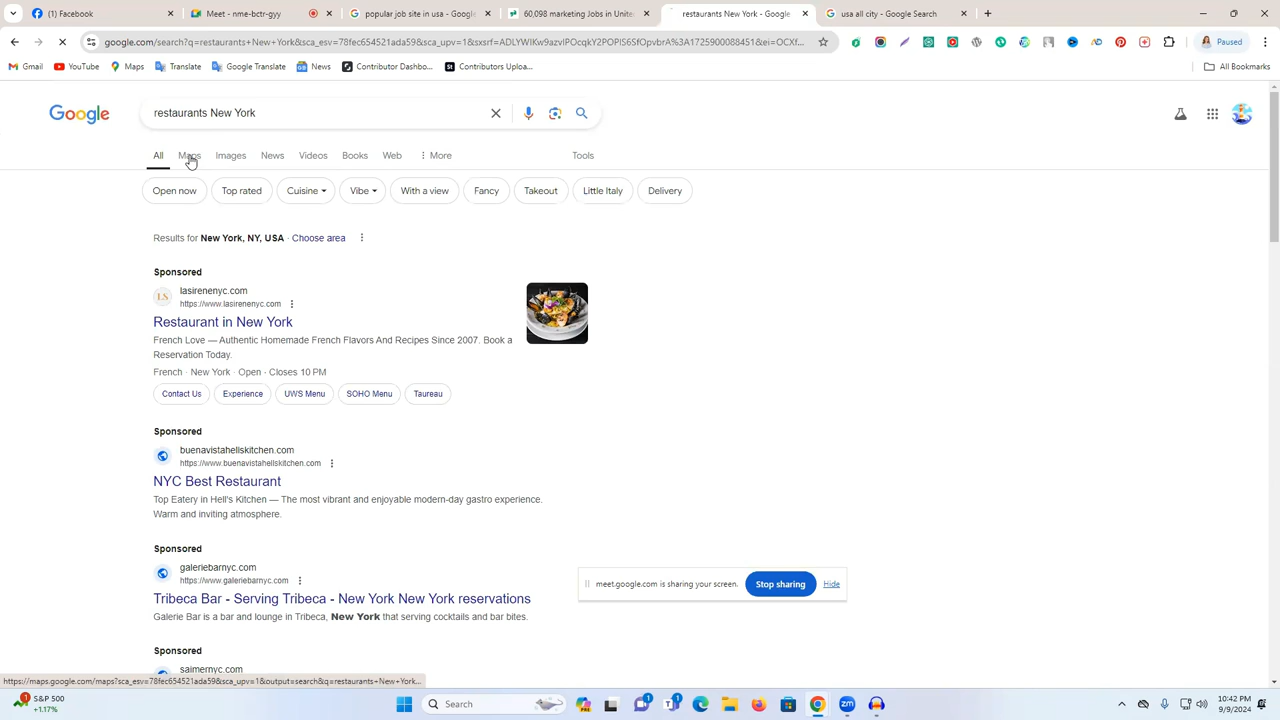 Facebook (1)
Meet - nme-bctr-gyy
popular job site in us - Google
60,098 marketing Jobs in Unite
restaurants New York - Google
usa all city - Google Search
google.com/search?q=restaurants+New+York&sca_esv=78fec654521ada59&sca_upv=1&sxsrf=ADLYWIKw9azvIPOcqkY2POPIS6SfOpvbrA%3A1725900088451&ei=OCXf...
Paused
Gmail
YouTube
Maps
Translate
Google Translate
News
Contributor Dashbo...
Contributors Uploa...
All Bookmarks
Google
restaurants New York
All Maps Images News Videos Books Web More Tools
Open now Top rated Cuisine Vibe With a view Fancy Takeout Little Italy Delivery
Results for New York, NY, USA · Choose area
Sponsored
LS
lasirenenyc.com
https://www.lasirenenyc.com
Restaurant in New York
French Love — Authentic Homemade French Flavors And Recipes Since 2007. Book a
Reservation Today.
French · New York · Open · Closes 10 PM
Contact Us Experience UWS Menu SOHO Menu Taureau
Sponsored
buenavistahellskitchen.com
https://www.buenavistahellskitchen.com
NYC Best Restaurant
Top Eatery in Hell's Kitchen — The most vibrant and enjoyable modern-day gastro experience.
Warm and inviting atmosphere.
Sponsored
galeriebarnyc.com
https://www.galeriebarnyc.com
Tribeca Bar - Serving Tribeca - New York New York reservations
Galerie Bar is a bar and lounge in Tribeca, New York that serving cocktails and bar bites.
meet.google.com is sharing your screen.
Stop sharing
Hide
Sponsored
saimernyc.com
https://maps.google.com/maps?sca_esv=78fec654521ada59&sca_upv=1&output=search&q=restaurants+New+York...
1
S&P 500
+1.17%
Search
1
1
10:42 PM
9/9/2024